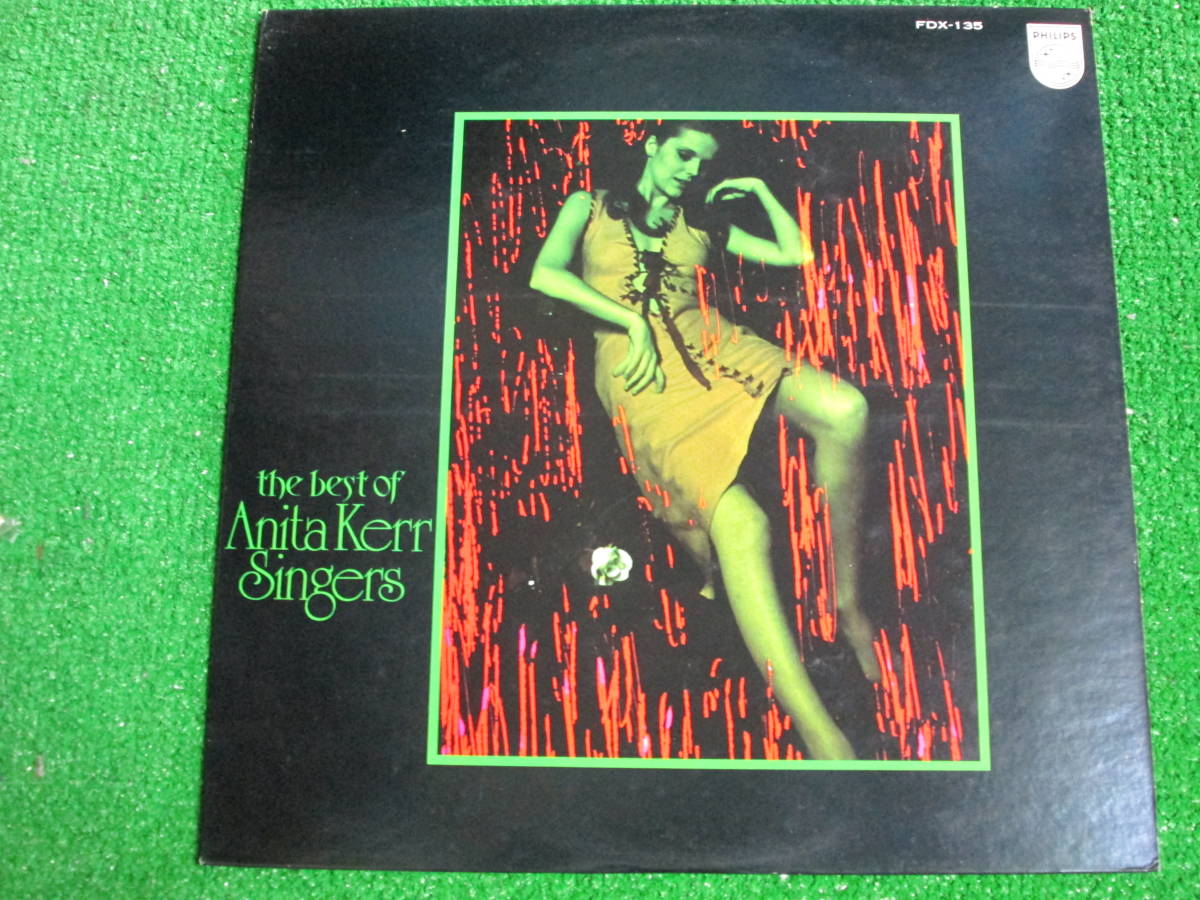 FDX-135
PHILIPS
the best of
Anita Kerr
Singers